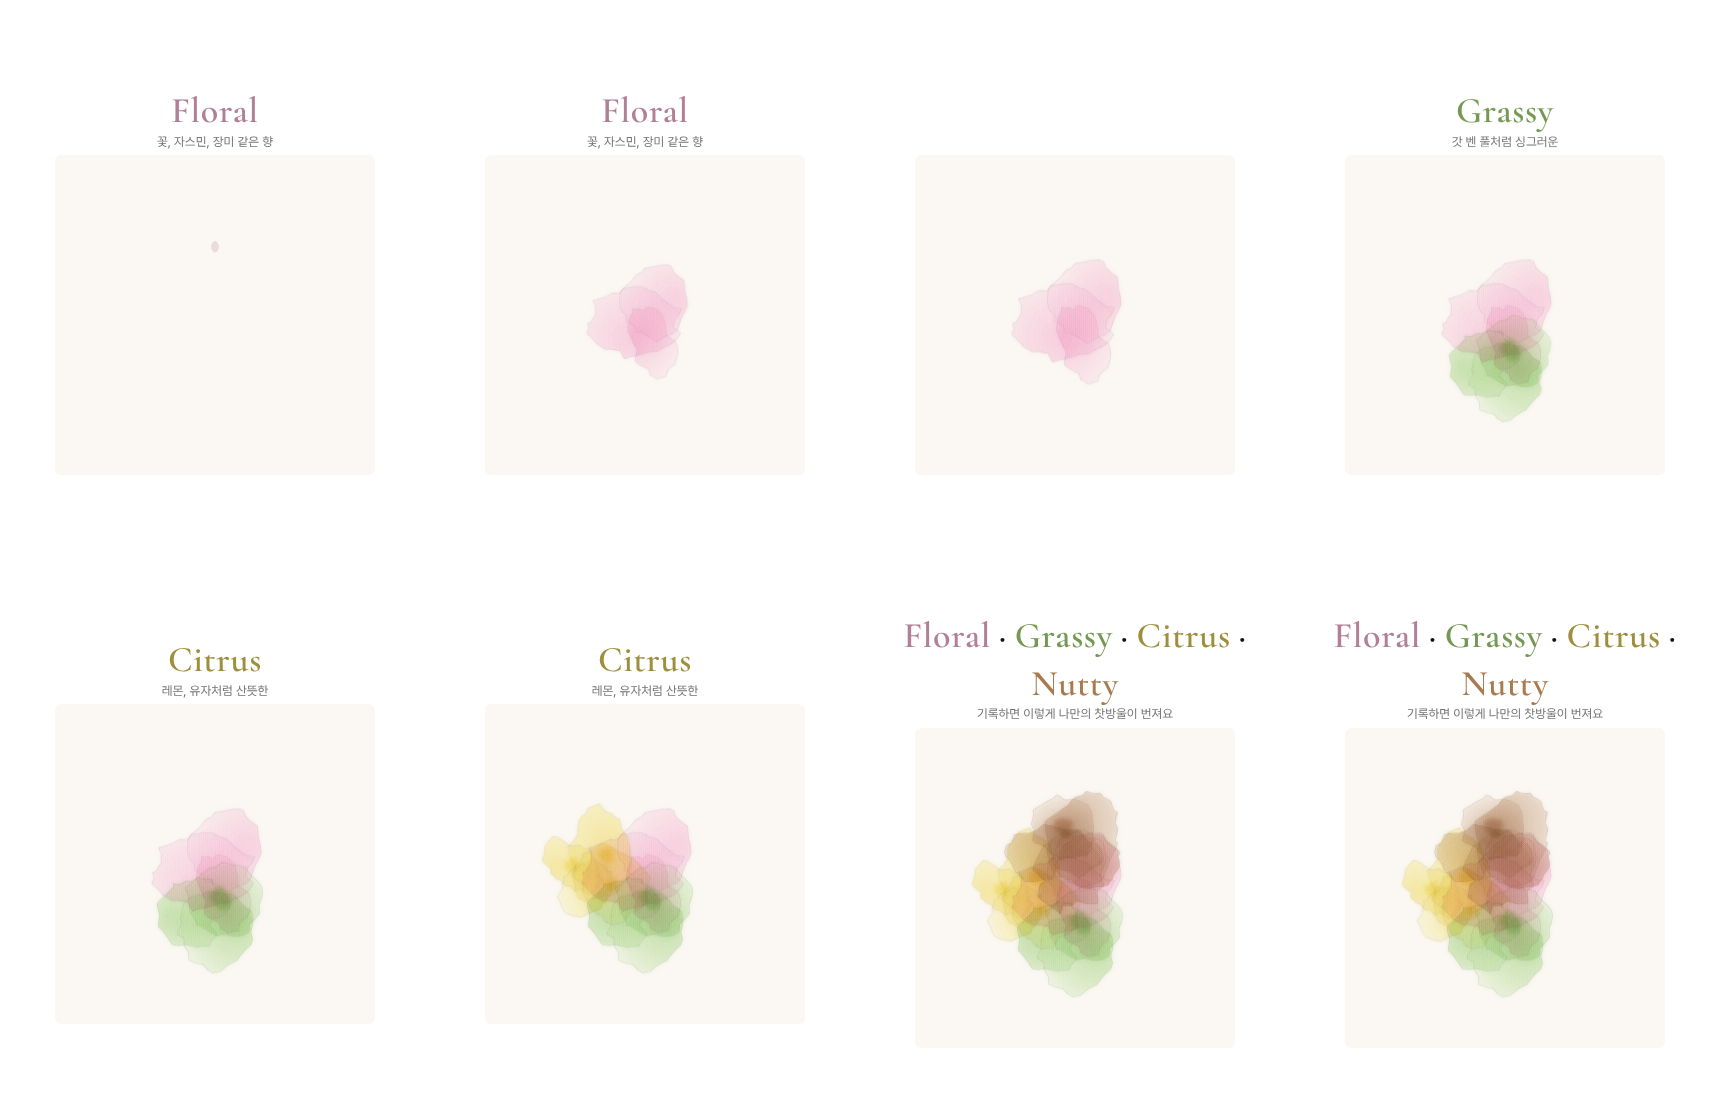 Floral
꽃, 자스민, 장미 같은 향
Floral
꽃, 자스민, 장미 같은 향
Grassy
갓 벤 풀처럼 싱그러운
Citrus
레몬, 유자처럼 산뜻한
Citrus
레몬, 유자처럼 산뜻한
Floral · Grassy · Citrus ·
Nutty
기록하면 이렇게 나만의 찻방울이 번져요
Floral · Grassy · Citrus ·
Nutty
기록하면 이렇게 나만의 찻방울이 번져요